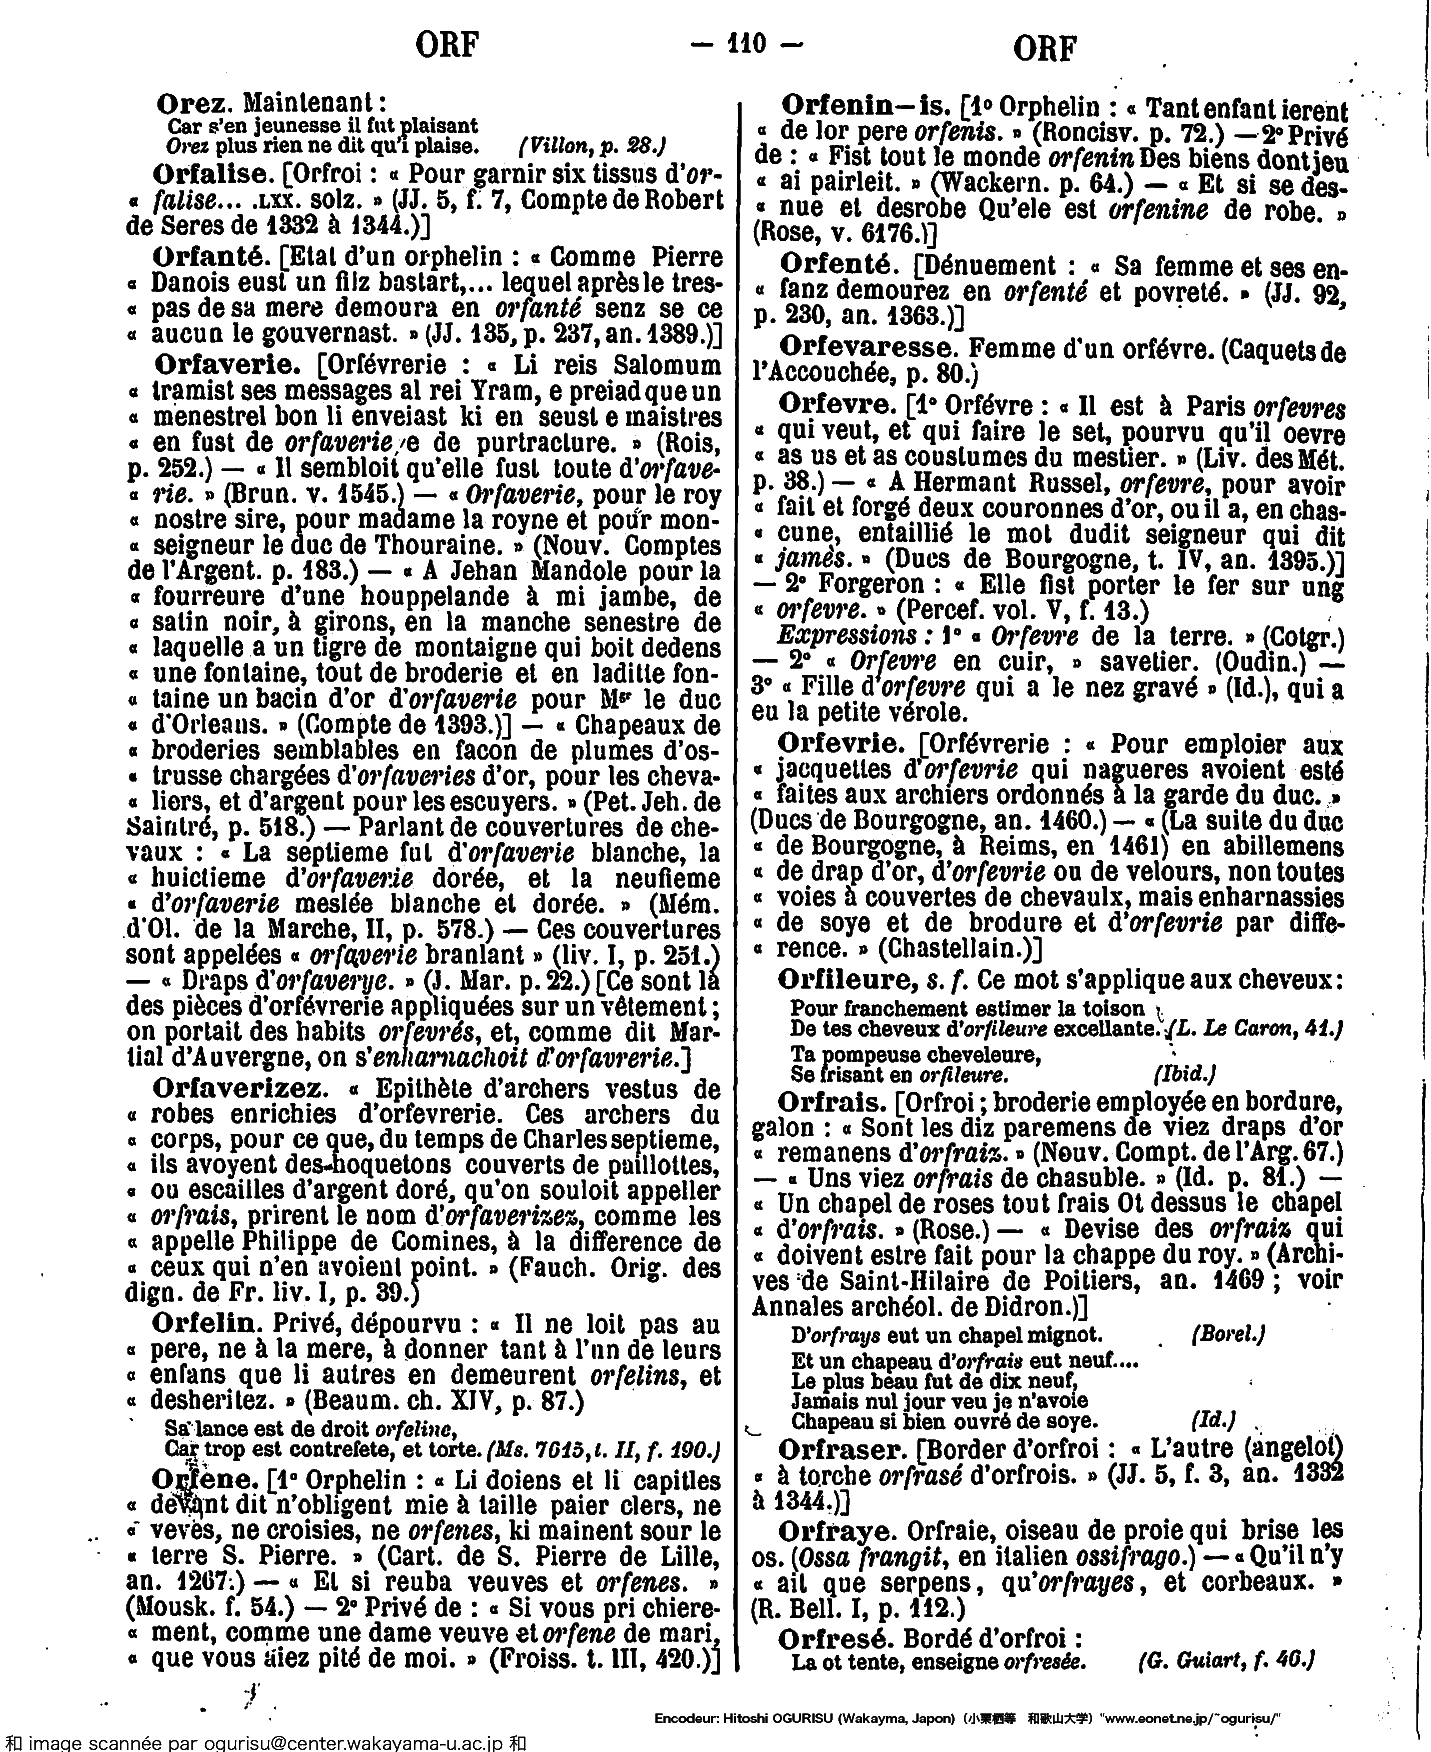 ORF — 110 — ORF
Orez. Maintenant :
Car s'en jeunesse il fut plaisant
Orez plus rien ne dit qu'i plaise. (Villon, p. 28.)
Orfalise. [Orfroi : « Pour garnir six tissus d'or-
« falise... .LXX. solz. » (JJ. 5, f. 7, Compte de Robert
de Seres de 1332 à 1344.)]
Orfanté. [Etat d'un orphelin : « Comme Pierre
« Danois eust un filz bastart,... lequel après le tres-
« pas de sa mere demoura en orfanté senz se ce
« aucun le gouvernast. » (JJ. 135, p. 237, an. 1389.)]
Orfaverie. [Orfévrerie : « Li reis Salomum
« tramist ses messages al rei Yram, e preiad que un
« menestrel bon li enveiast ki en seust e maistres
« en fust de orfaverie e de purtracture. » (Rois,
p. 252.) — « Il sembloit qu'elle fust toute d'orfave-
« rie. » (Brun. v. 1545.) — « Orfaverie, pour le roy
« nostre sire, pour madame la royne et pour mon-
« seigneur le duc de Thouraine. » (Nouv. Comptes
de l'Argent. p. 183.) — « A Jehan Mandole pour la
« fourreure d'une houppelande à mi jambe, de
« satin noir, à girons, en la manche senestre de
« laquelle a un tigre de montaigne qui boit dedens
« une fontaine, tout de broderie et en laditte fon-
« taine un bacin d'or d'orfaverie pour Mgr le duc
« d'Orleans. » (Compte de 1393.)] — « Chapeaux de
« broderies semblables en facon de plumes d'os-
« trusse chargées d'orfaveries d'or, pour les cheva-
« liers, et d'argent pour les escuyers. » (Pet. Jeh. de
Saintré, p. 518.) — Parlant de couvertures de che-
vaux : « La septieme fut d'orfaverie blanche, la
« huictieme d'orfaverie dorée, et la neufieme
« d'orfaverie meslée blanche et dorée. » (Mém.
d'Ol. de la Marche, II, p. 578.) — Ces couvertures
sont appelées « orfaverie branlant » (liv. I, p. 251.)
— « Draps d'orfaverye. » (J. Mar. p. 22.) [Ce sont là
des pièces d'orfévrerie appliquées sur un vêtement ;
on portait des habits orfevrés, et, comme dit Mar-
tial d'Auvergne, on s'enharnachoit d'orfavrerie.]
Orfaverizez. « Epithète d'archers vestus de
« robes enrichies d'orfevrerie. Ces archers du
« corps, pour ce que, du temps de Charles septieme,
« ils avoyent des hoquetons couverts de paillottes,
« ou escailles d'argent doré, qu'on souloit appeller
« orfrais, prirent le nom d'orfaverizez, comme les
« appelle Philippe de Comines, à la difference de
« ceux qui n'en avoient point. » (Fauch. Orig. des
dign. de Fr. liv. I, p. 39.)
Orfelin. Privé, dépourvu : « Il ne loit pas au
« pere, ne à la mere, à donner tant à l'un de leurs
« enfans que li autres en demeurent orfelins, et
« desheritez. » (Beaum. ch. XIV, p. 87.)
Sa lance est de droit orfeline,
Car trop est contrefete, et torte. (Ms. 7615, t. II, f. 190.)
Orfene. [1° Orphelin : « Li doiens et li capitles
« devant dit n'obligent mie à taille paier clers, ne
« veves, ne croisies, ne orfenes, ki mainent sour le
« terre S. Pierre. » (Cart. de S. Pierre de Lille,
an. 1267.) — « Et si reuba veuves et orfenes. »
(Mousk. f. 54.) — 2° Privé de : « Si vous pri chiere-
« ment, comme une dame veuve et orfene de mari,
« que vous aiez pité de moi. » (Froiss. t. III, 420.)]
Orfenin—is. [1° Orphelin : « Tant enfant ierent
« de lor pere orfenis. » (Roncisv. p. 72.) — 2° Privé
de : « Fist tout le monde orfenin Des biens dont jeu
« ai pairleit. » (Wackern. p. 64.) — « Et si se des-
« nue et desrobe Qu'ele est orfenine de robe. »
(Rose, v. 6176.)]
Orfenté. [Dénuement : « Sa femme et ses en-
« fanz demourez en orfenté et povreté. » (JJ. 92,
p. 230, an. 1363.)]
Orfevaresse. Femme d'un orfévre. (Caquets de
l'Accouchée, p. 80.)
Orfevre. [1° Orfévre : « Il est à Paris orfevres
« qui veut, et qui faire le set, pourvu qu'il oevre
« as us et as coustumes du mestier. » (Liv. des Mét.
p. 38.) — « A Hermant Russel, orfevre, pour avoir
« fait et forgé deux couronnes d'or, ou il a, en chas-
« cune, entaillié le mot dudit seigneur qui dit
« jamès. » (Ducs de Bourgogne, t. IV, an. 1395.)]
— 2° Forgeron : « Elle fist porter le fer sur ung
« orfevre. » (Percef. vol. V, f. 13.)
Expressions : 1° « Orfevre de la terre. » (Cotgr.)
— 2° « Orfevre en cuir, » savetier. (Oudin.) —
3° « Fille d'orfevre qui a le nez gravé » (Id.), qui a
eu la petite vérole.
Orfevrie. [Orfévrerie : « Pour emploier aux
« jacquettes d'orfevrie qui nagueres avoient esté
« faites aux archiers ordonnés à la garde du duc. »
(Ducs de Bourgogne, an. 1460.) — « (La suite du duc
« de Bourgogne, à Reims, en 1461) en abillemens
« de drap d'or, d'orfevrie ou de velours, non toutes
« voies à couvertes de chevaulx, mais enharnassies
« de soye et de brodure et d'orfevrie par diffe-
« rence. » (Chastellain.)]
Orfileure, s. f. Ce mot s'applique aux cheveux :
Pour franchement estimer la toison
De tes cheveux d'orfileure excellante. (L. Le Caron, 41.)
Ta pompeuse cheveleure,
Se frisant en orfileure. (Ibid.)
Orfrais. [Orfroi ; broderie employée en bordure,
galon : « Sont les diz paremens de viez draps d'or
« remanens d'orfraiz. » (Nouv. Compt. de l'Arg. 67.)
— « Uns viez orfrais de chasuble. » (Id. p. 81.) —
« Un chapel de roses tout frais Ot dessus le chapel
« d'orfrais. » (Rose.) — « Devise des orfraiz qui
« doivent estre fait pour la chappe du roy. » (Archi-
ves de Saint-Hilaire de Poitiers, an. 1469 ; voir
Annales archéol. de Didron.)]
D'orfrays eut un chapel mignot. (Borel.)
Et un chapeau d'orfrais eut neuf....
Le plus beau fut de dix neuf,
Jamais nul jour veu je n'avoie
Chapeau si bien ouvré de soye. (Id.)
Orfraser. [Border d'orfroi : « L'autre (angelot)
« à torche orfrasé d'orfrois. » (JJ. 5, f. 3, an. 1332
à 1344.)]
Orfraye. Orfraie, oiseau de proie qui brise les
os. (Ossa frangit, en italien ossifrago.) — « Qu'il n'y
« ait que serpens, qu'orfrayes, et corbeaux. »
(R. Bell. I, p. 112.)
Orfresé. Bordé d'orfroi :
La ot tente, enseigne orfresée. (G. Guiart, f. 46.)
Encodeur: Hitoshi OGURISU (Wakayma, Japon) (小栗栖等 和歌山大学) "www.eonet.ne.jp/~ogurisu/"
和 image scannée par ogurisu@center.wakayama-u.ac.jp 和